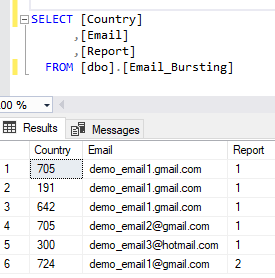 SELECT [Country]
,[Email]
,[Report]
FROM [dbo].[Email_Bursting]
00 %
Results Messages
Country Email Report
1 705 demo_email1.gmail.com 1
2 191 demo_email1.gmail.com 1
3 642 demo_email1.gmail.com 1
4 705 demo_email2@gmail.com 1
5 300 demo_email3@hotmail.com 1
6 724 demo_email1@gmail.com 2